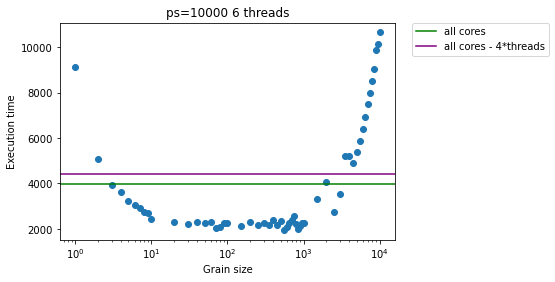 ps=10000 6 threads
all cores
all cores - 4*threads
Execution time
10000
8000
6000
4000
2000
10⁰
10¹
10²
10³
10⁴
Grain size